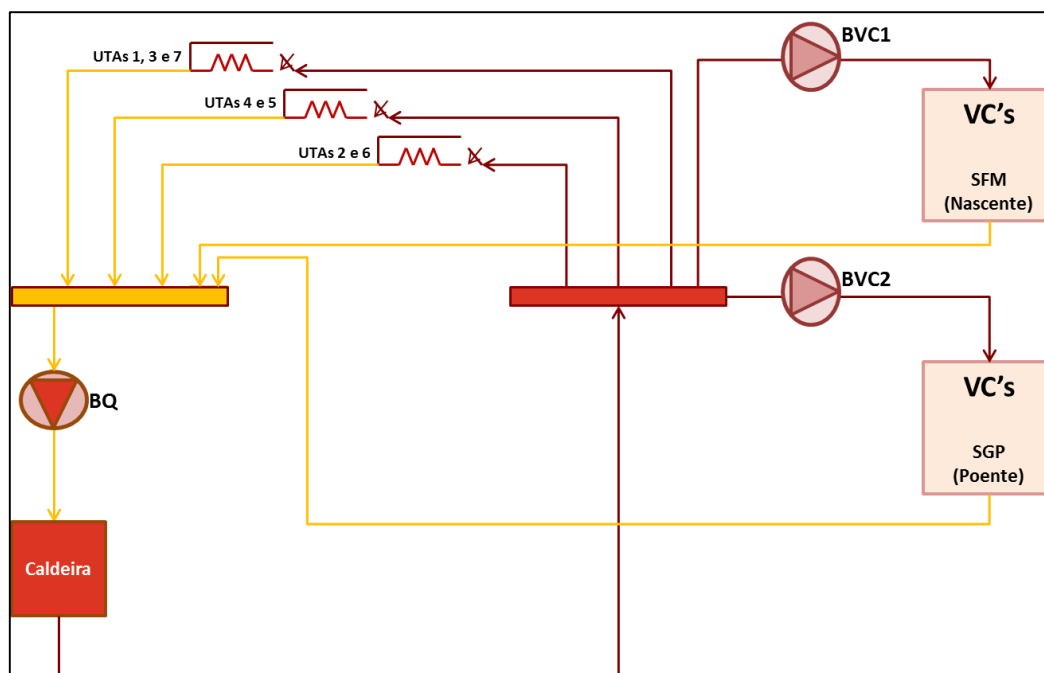 BVC1
UTAs 1, 3 e 7
UTAs 4 e 5
UTAs 2 e 6
VC's
SFM
(Nascente)
BVC2
VC's
SGP
(Poente)
BQ
Caldeira